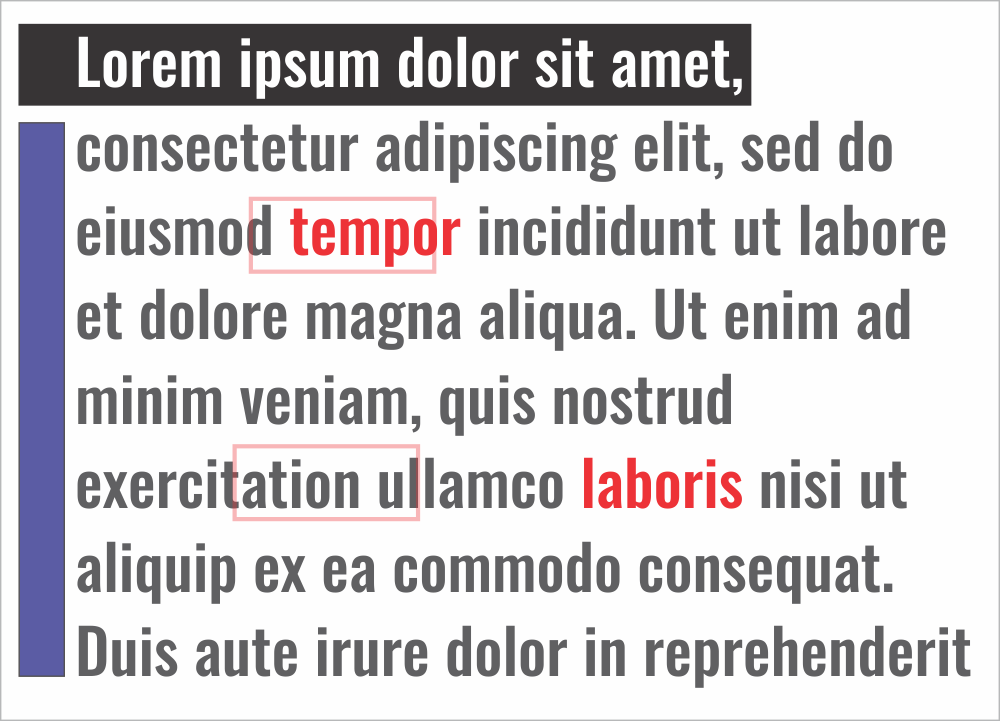 Lorem ipsum dolor sit amet,
consectetur adipiscing elit, sed do
eiusmod tempor incididunt ut labore
et dolore magna aliqua. Ut enim ad
minim veniam, quis nostrud
exercitation ullamco laboris nisi ut
aliquip ex ea commodo consequat.
Duis aute irure dolor in reprehenderit